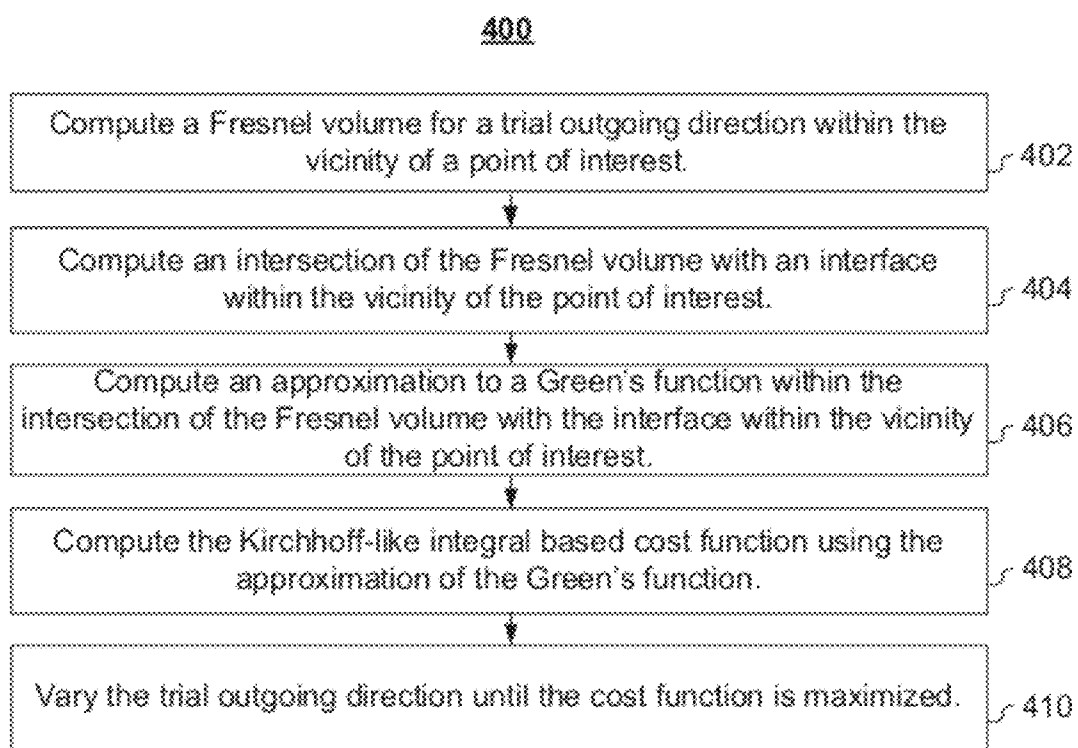 400
Compute a Fresnel volume for a trial outgoing direction within the
vicinity of a point of interest.
402
Compute an intersection of the Fresnel volume with an interface
within the vicinity of the point of interest.
404
Compute an approximation to a Green's function within the
intersection of the Fresnel volume with the interface within the vicinity
of the point of interest.
406
Compute the Kirchhoff-like integral based cost function using the
approximation of the Green's function.
408
Vary the trial outgoing direction until the cost function is maximized.
410